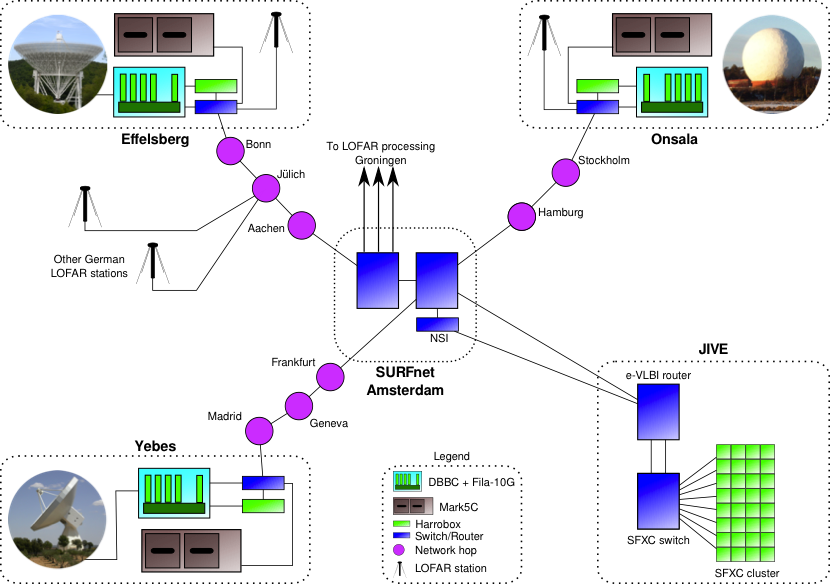 Effelsberg
Onsala
Bonn
Jülich
Aachen
To LOFAR processing
Groningen
Stockholm
Hamburg
Other German
LOFAR stations
NSI
SURFnet
Amsterdam
Frankfurt
Geneva
Madrid
Yebes
JIVE
e-VLBI router
SFXC switch
SFXC cluster
Legend
DBBC + Fila-10G
Mark5C
Harrobox
Switch/Router
Network hop
LOFAR station